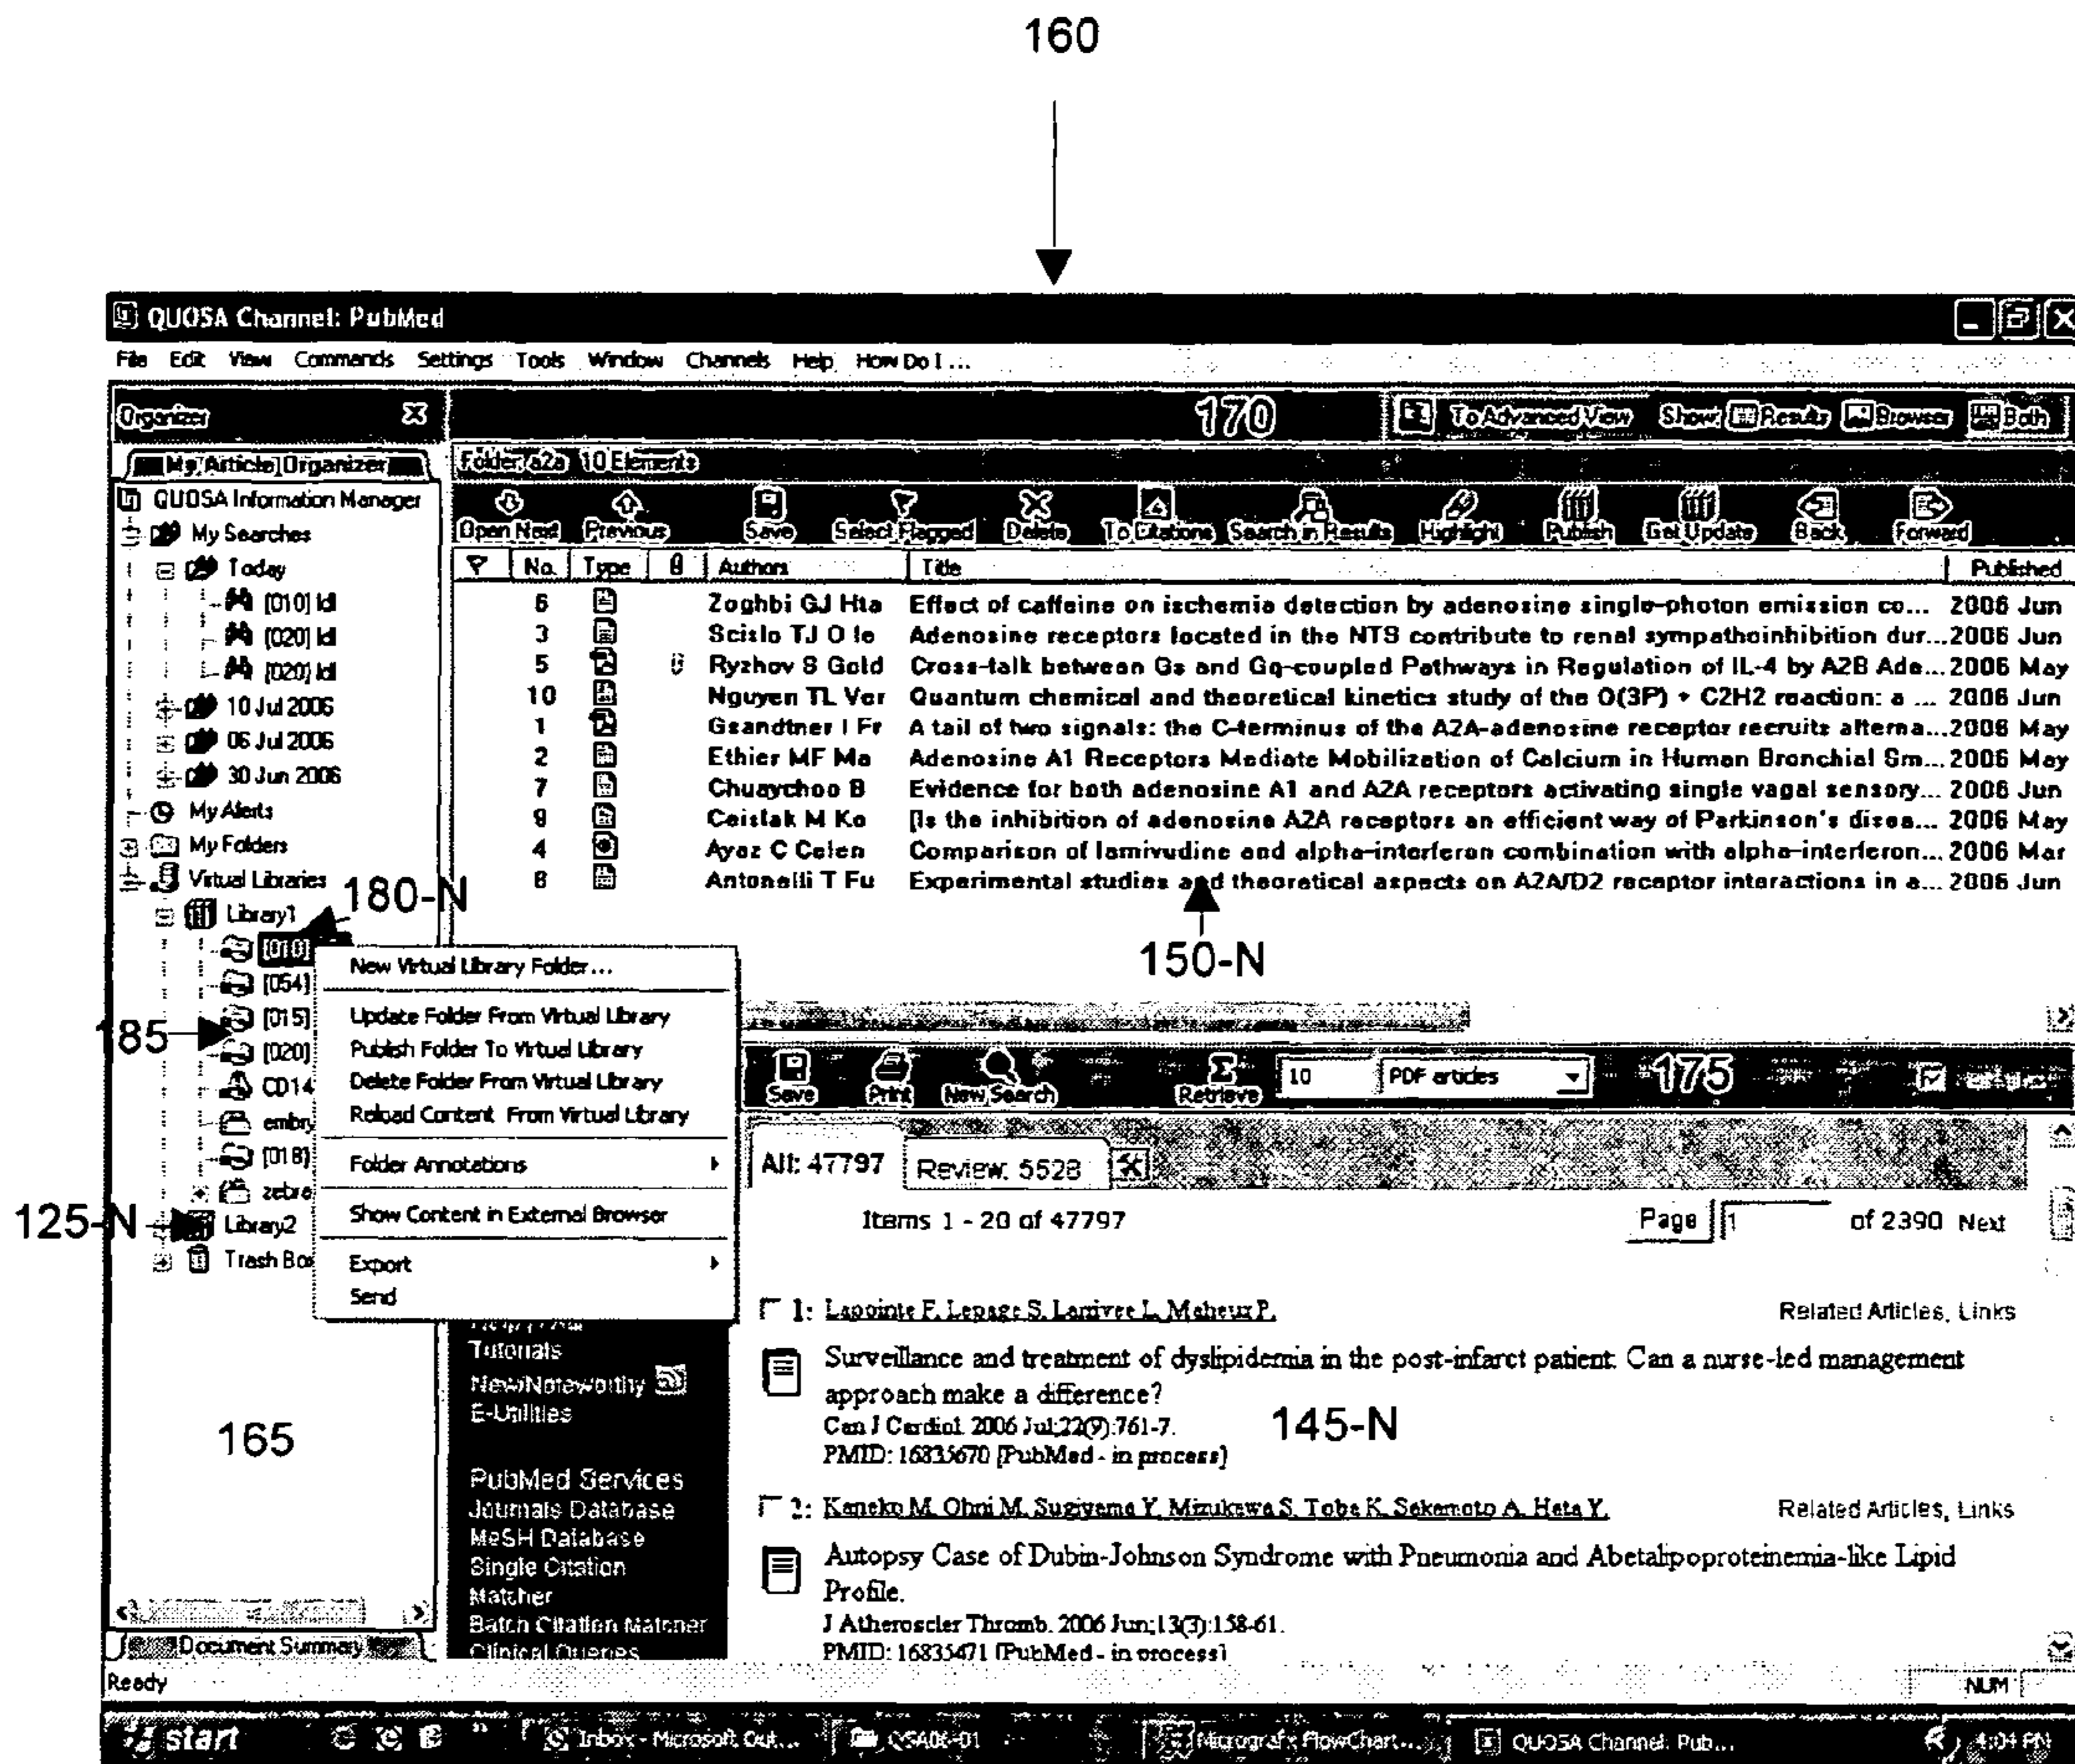 160
QUOSA Channel: PubMed
File Edit View Commands Settings Tools Window Channels Help How Do I ...
Organizer
170
To Advanced View Show: Results Browser Both
My Article Organizer
Folder: a2a 10 Elements
Open Next Previous Save Select Flagged Delete To Citations Search in Results Highlight Publish Get Update Back Forward
No. Type Authors Title Published
6 Zoghbi GJ Hta Effect of caffeine on ischemia detection by adenosine single-photon emission co... 2006 Jun
3 Scislo TJ O le Adenosine receptors located in the NTS contribute to renal sympathoinhibition dur... 2006 Jun
5 Ryzhov S Gold Cross-talk between Gs and Gq-coupled Pathways in Regulation of IL-4 by A2B Ade... 2006 May
10 Nguyen TL Ver Quantum chemical and theoretical kinetics study of the O(3P) + C2H2 reaction: a ... 2006 Jun
1 Gsandtner I Fr A tail of two signals: the C-terminus of the A2A-adenosine receptor recruits alterna... 2006 May
2 Ethier MF Ma Adenosine A1 Receptors Mediate Mobilization of Calcium in Human Bronchial Sm... 2006 May
7 Chuaychoo B Evidence for both adenosine A1 and A2A receptors activating single vagal sensory... 2006 Jun
9 Ceislak M Ko [Is the inhibition of adenosine A2A receptors an efficient way of Parkinson's disea... 2006 May
4 Ayaz C Celen Comparison of lamivudine and alpha-interferon combination with alpha-interferon... 2006 Mar
8 Antonelli T Fu Experimental studies and theoretical aspects on A2A/D2 receptor interactions in a... 2006 Jun
QUOSA Information Manager
My Searches
Today
[010] ldl
[020] ldl
[020] ldl
10 Jul 2006
06 Jul 2006
30 Jun 2006
My Alerts
My Folders
Virtual Libraries
180-N
Library1
[010]
[054]
[015]
185
[020]
CD14
embry
[018]
zebra
125-N
Library2
Trash Box
165
Document Summary
New Virtual Library Folder...
Update Folder From Virtual Library
Publish Folder To Virtual Library
Delete Folder From Virtual Library
Reload Content From Virtual Library
Folder Annotations
Show Content in External Browser
Export
Send
150-N
Save Print New Search Retrieve 10 PDF articles 175
All: 47797 Review: 5528
Items 1 - 20 of 47797 Page 1 of 2390 Next
1: Lapointe F, Lepage S, Larrivee L, Maheux P. Related Articles, Links
Surveillance and treatment of dyslipidemia in the post-infarct patient: Can a nurse-led management
approach make a difference?
Can J Cardiol. 2006 Jul;22(9):761-7.
PMID: 16835670 [PubMed - in process]
145-N
2: Kaneko M, Ohni M, Sugiyama Y, Mizukawa S, Toba K, Sakamoto A, Hata Y. Related Articles, Links
Autopsy Case of Dubin-Johnson Syndrome with Pneumonia and Abetalipoproteinemia-like Lipid
Profile.
J Atheroscler Thromb. 2006 Jun;13(3):158-61.
PMID: 16835471 [PubMed - in process]
Tutorials
New/Noteworthy
E-Utilities
PubMed Services
Journals Database
MeSH Database
Single Citation
Matcher
Batch Citation Matcher
Clinical Queries
Ready NUM
start Inbox - Microsoft Out... QSA06-01 Micrografx FlowChart... QUOSA Channel: Pub... 4:04 PM